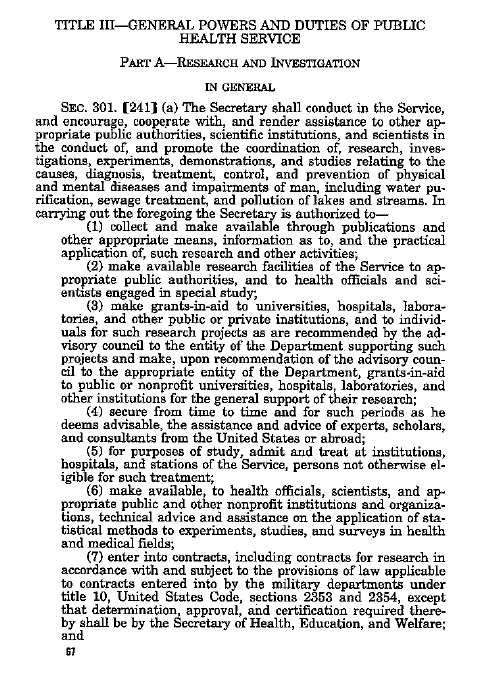 TITLE III—GENERAL POWERS AND DUTIES OF PUBLIC
HEALTH SERVICE
PART A—RESEARCH AND INVESTIGATION
IN GENERAL
SEC. 301. [241] (a) The Secretary shall conduct in the Service,
and encourage, cooperate with, and render assistance to other ap-
propriate public authorities, scientific institutions, and scientists in
the conduct of, and promote the coordination of, research, inves-
tigations, experiments, demonstrations, and studies relating to the
causes, diagnosis, treatment, control, and prevention of physical
and mental diseases and impairments of man, including water pu-
rification, sewage treatment, and pollution of lakes and streams. In
carrying out the foregoing the Secretary is authorized to—
(1) collect and make available through publications and
other appropriate means, information as to, and the practical
application of, such research and other activities;
(2) make available research facilities of the Service to ap-
propriate public authorities, and to health officials and sci-
entists engaged in special study;
(3) make grants-in-aid to universities, hospitals, labora-
tories, and other public or private institutions, and to individ-
uals for such research projects as are recommended by the ad-
visory council to the entity of the Department supporting such
projects and make, upon recommendation of the advisory coun-
cil to the appropriate entity of the Department, grants-in-aid
to public or nonprofit universities, hospitals, laboratories, and
other institutions for the general support of their research;
(4) secure from time to time and for such periods as he
deems advisable, the assistance and advice of experts, scholars,
and consultants from the United States or abroad;
(5) for purposes of study, admit and treat at institutions,
hospitals, and stations of the Service, persons not otherwise el-
igible for such treatment;
(6) make available, to health officials, scientists, and ap-
propriate public and other nonprofit institutions and organiza-
tions, technical advice and assistance on the application of sta-
tistical methods to experiments, studies, and surveys in health
and medical fields;
(7) enter into contracts, including contracts for research in
accordance with and subject to the provisions of law applicable
to contracts entered into by the military departments under
title 10, United States Code, sections 2353 and 2354, except
that determination, approval, and certification required there-
by shall be by the Secretary of Health, Education, and Welfare;
and
67